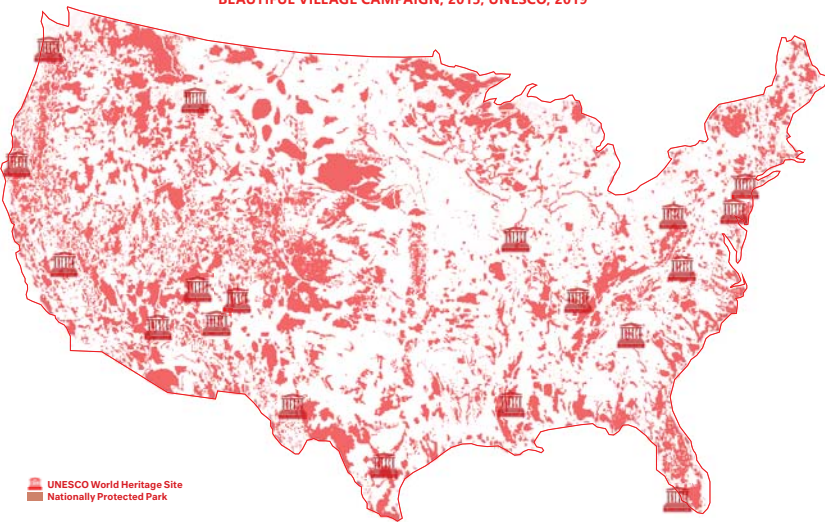 BEAUTIFUL VILLAGE CAMPAIGN, 2015; UNESCO, 2019
UNESCO World Heritage Site
Nationally Protected Park